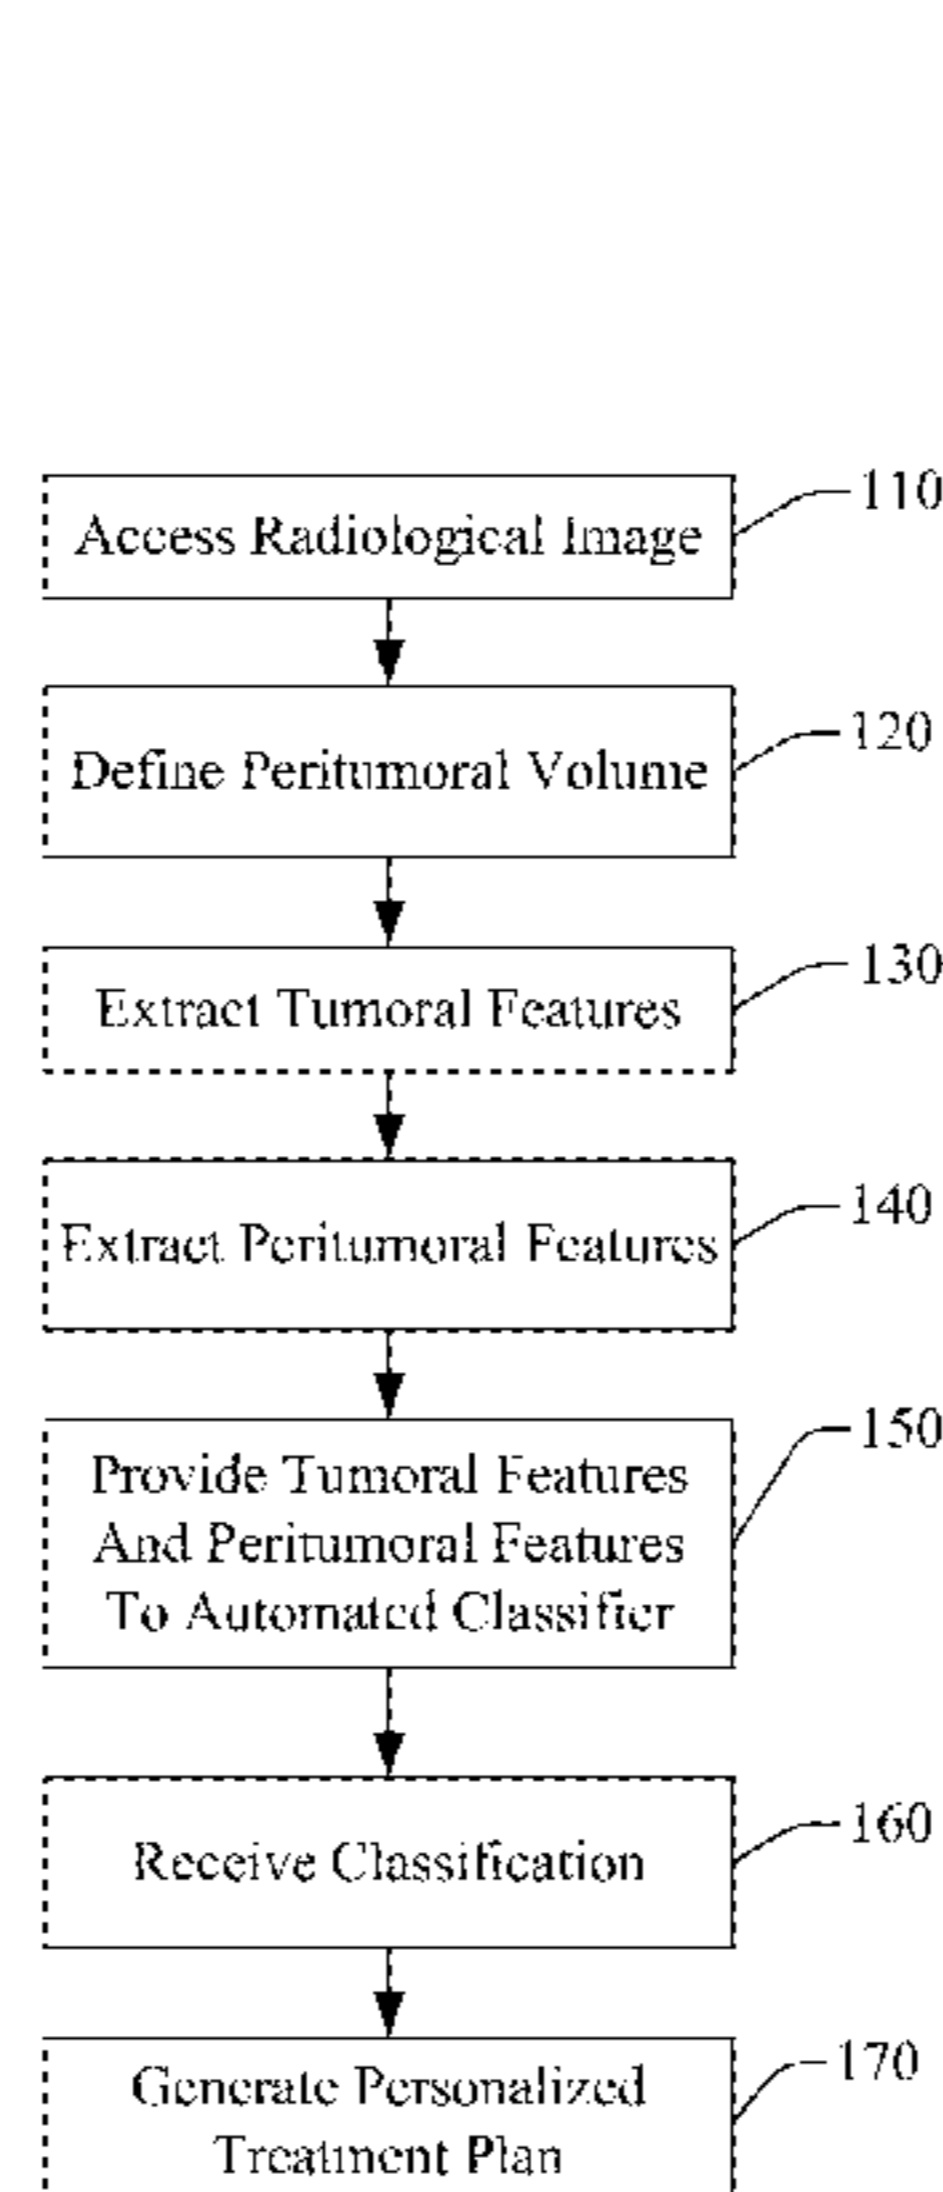 110
Access Radiological Image
120
Define Peritumoral Volume
130
Extract Tumoral Features
140
Extract Peritumoral Features
150
Provide Tumoral Features
And Peritumoral Features
To Automated Classifier
160
Receive Classification
170
Generate Personalized
Treatment Plan